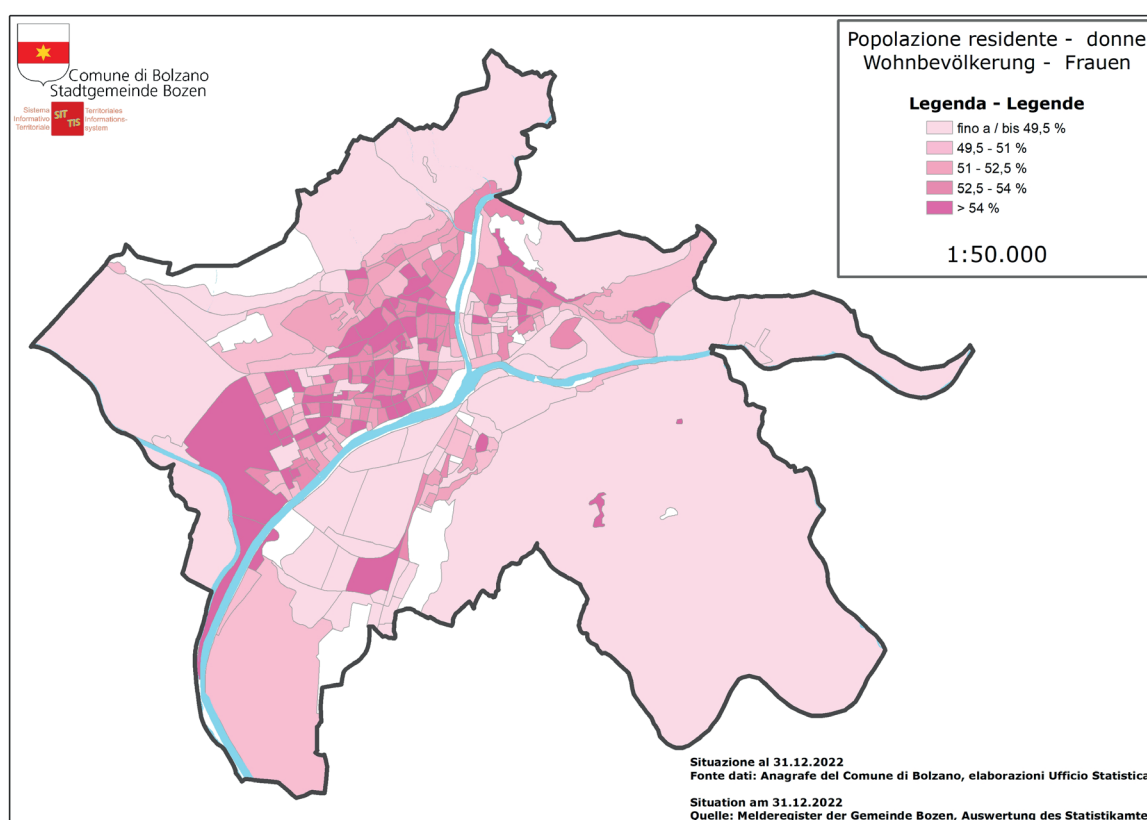 Comune di Bolzano
Stadtgemeinde Bozen
Sistema
Informativo
Territoriale
SIT
TIS
Territoriales
Informations-
system
Popolazione residente - donne
Wohnbevölkerung - Frauen
Legenda - Legende
fino a / bis 49,5 %
49,5 - 51 %
51 - 52,5 %
52,5 - 54 %
> 54 %
1:50.000
Situazione al 31.12.2022
Fonte dati: Anagrafe del Comune di Bolzano, elaborazioni Ufficio Statistica
Situation am 31.12.2022
Quelle: Melderegister der Gemeinde Bozen, Auswertung des Statistikamte